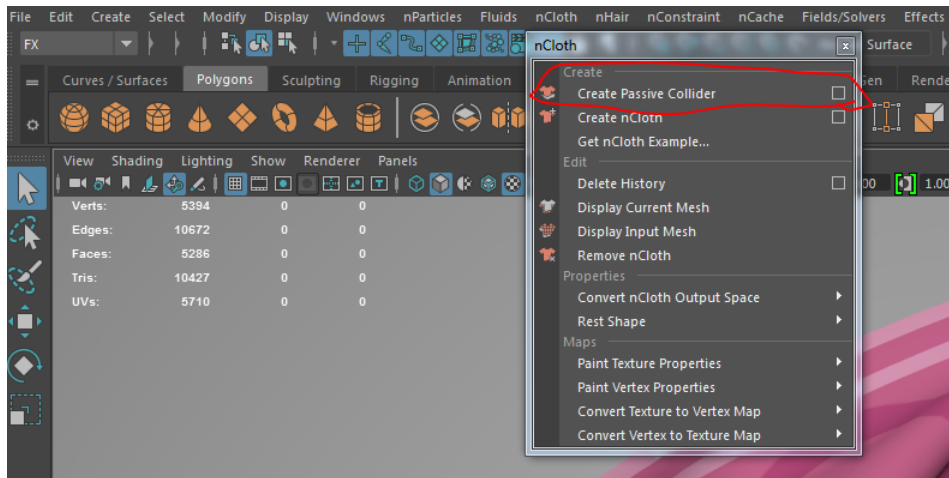 File Edit Create Select Modify Display Windows nParticles Fluids nCloth nHair nConstraint nCache Fields/Solvers Effects
FX
nCloth
Surface
Curves / Surfaces Polygons Sculpting Rigging Animation
Rende
Create
Create Passive Collider
Create nCloth
Get nCloth Example...
View Shading Lighting Show Renderer Panels
Edit
Delete History
1.00
Verts: 5394 0 0
Display Current Mesh
Edges: 10672 0 0
Display Input Mesh
Faces: 5286 0 0
Remove nCloth
Tris: 10427 0 0
Properties
UVs: 5710 0 0
Convert nCloth Output Space
Rest Shape
Maps
Paint Texture Properties
Paint Vertex Properties
Convert Texture to Vertex Map
Convert Vertex to Texture Map